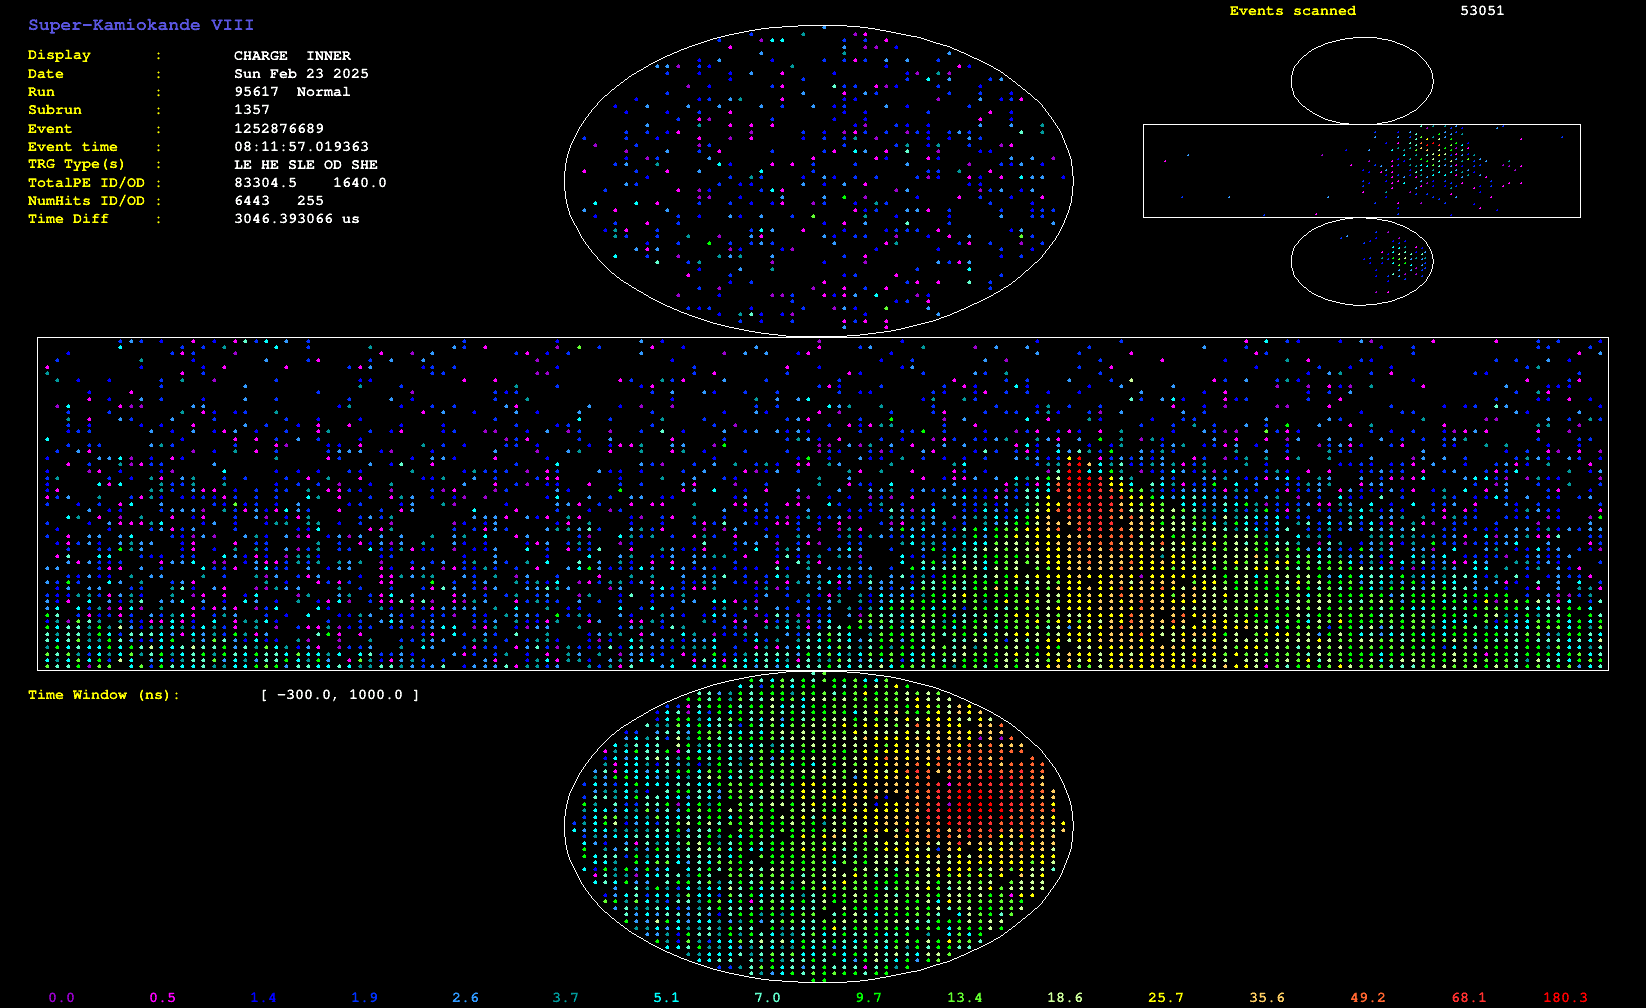 Super-Kamiokande VIII
Display : CHARGE INNER
Date : Sun Feb 23 2025
Run : 95617 Normal
Subrun : 1357
Event : 1252876689
Event time : 08:11:57.019363
TRG Type(s) : LE HE SLE OD SHE
TotalPE ID/OD : 83304.5 1640.0
NumHits ID/OD : 6443 255
Time Diff : 3046.393066 us
Events scanned 53051
Time Window (ns): [ -300.0, 1000.0 ]
0.0 0.5 1.4 1.9 2.6 3.7 5.1 7.0 9.7 13.4 18.6 25.7 35.6 49.2 68.1 180.3